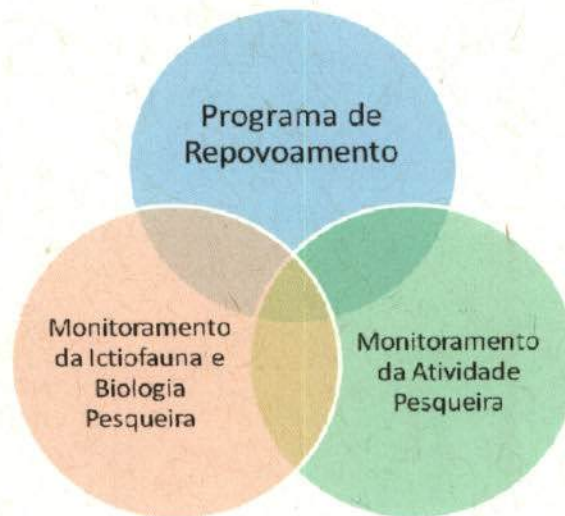 Programa de
Repovoamento
Monitoramento
da Ictiofauna e
Biologia
Pesqueira
Monitoramento
da Atividade
Pesqueira